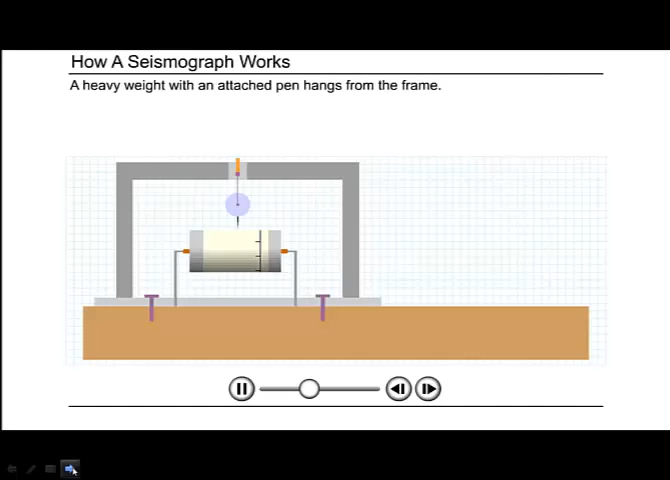 How A Seismograph Works
A heavy weight with an attached pen hangs from the frame.